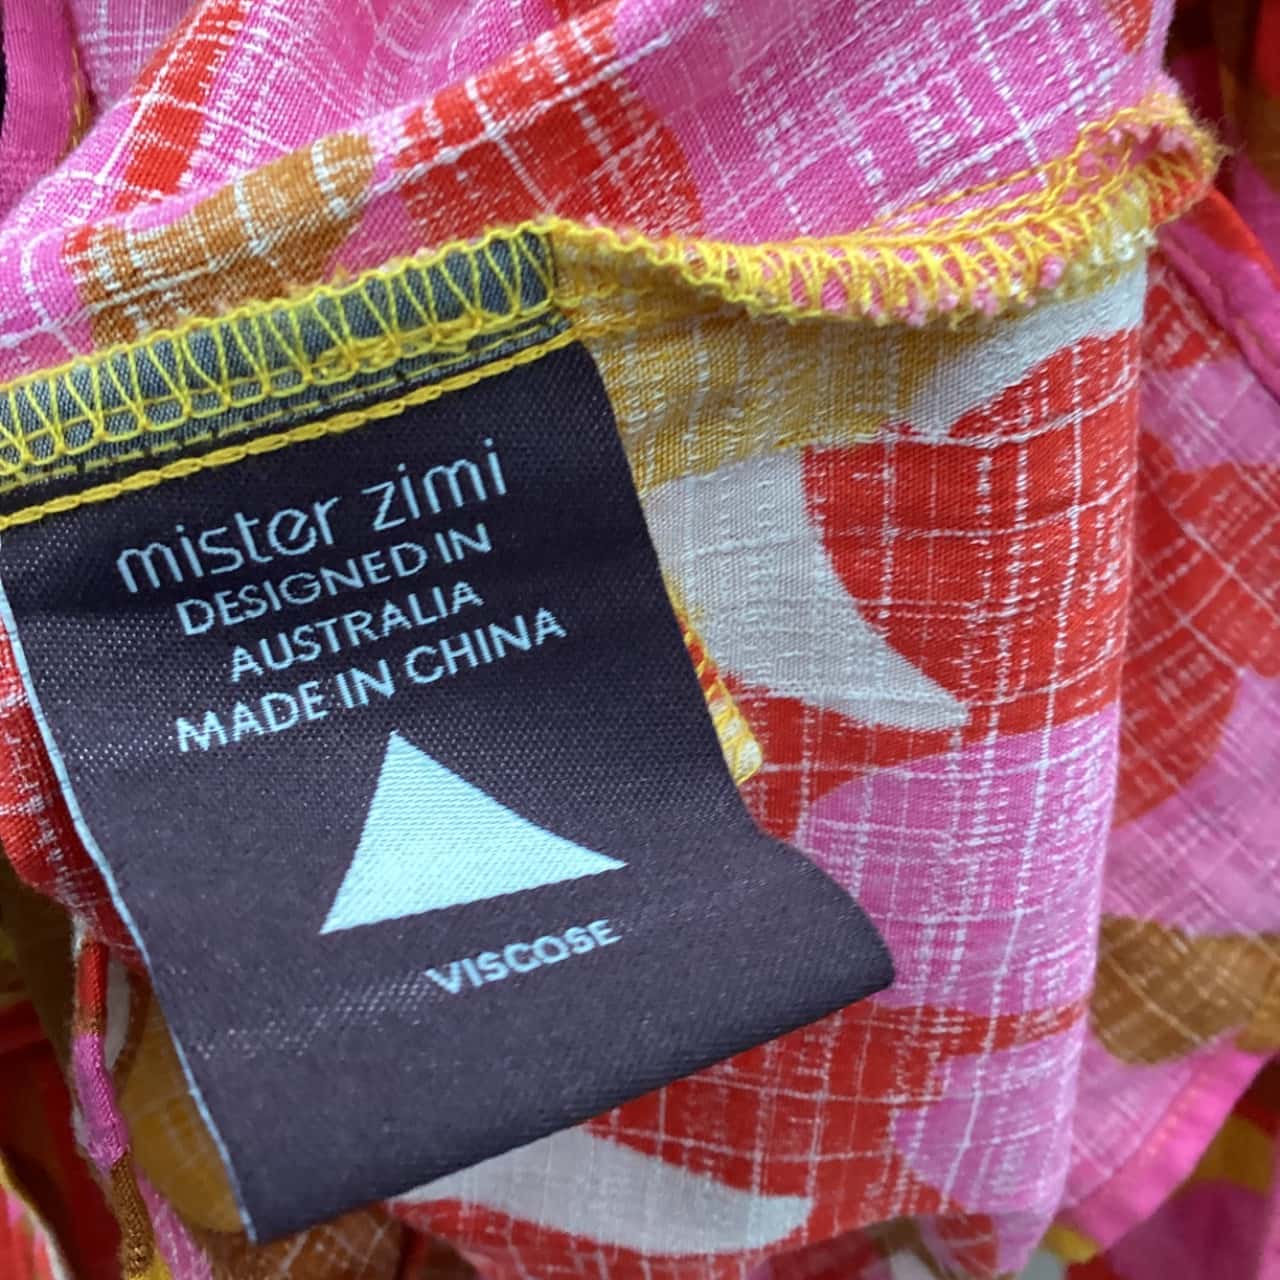 mister zimi
DESIGNED IN
AUSTRALIA
MADE IN CHINA
VISCOSE